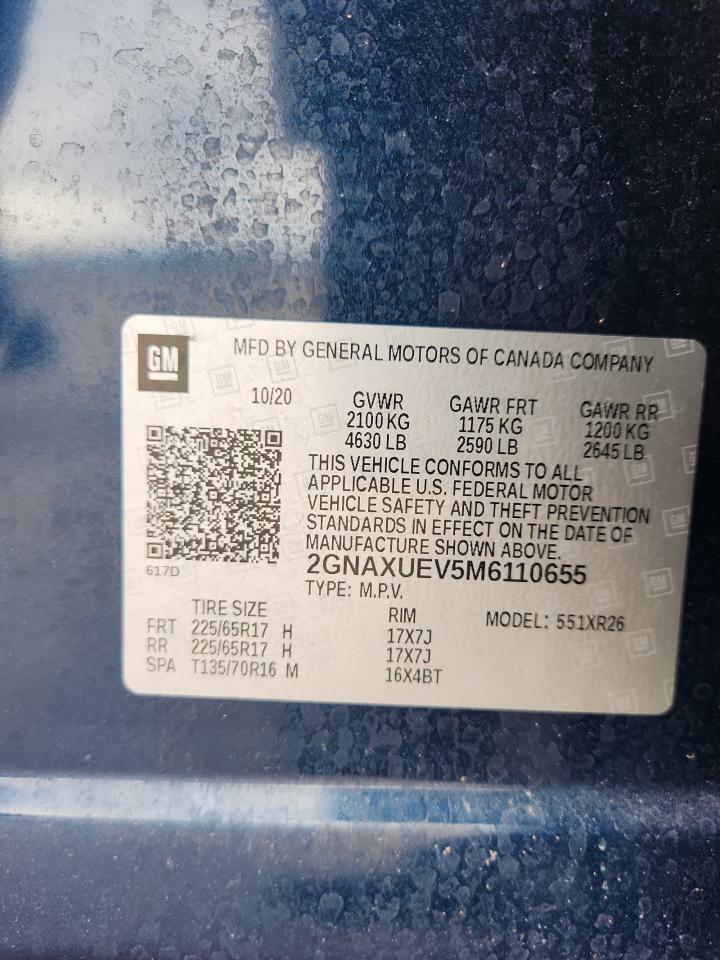 GM
MFD BY GENERAL MOTORS OF CANADA COMPANY
10/20
GVWR GAWR FRT GAWR RR
2100 KG 1175 KG 1200 KG
4630 LB 2590 LB 2645 LB
THIS VEHICLE CONFORMS TO ALL
APPLICABLE U.S. FEDERAL MOTOR
VEHICLE SAFETY AND THEFT PREVENTION
STANDARDS IN EFFECT ON THE DATE OF
MANUFACTURE SHOWN ABOVE.
617D
2GNAXUEV5M6110655
TYPE: M.P.V.
TIRE SIZE RIM MODEL: 551XR26
FRT 225/65R17 H 17X7J
RR 225/65R17 H 17X7J
SPA T135/70R16 M 16X4BT